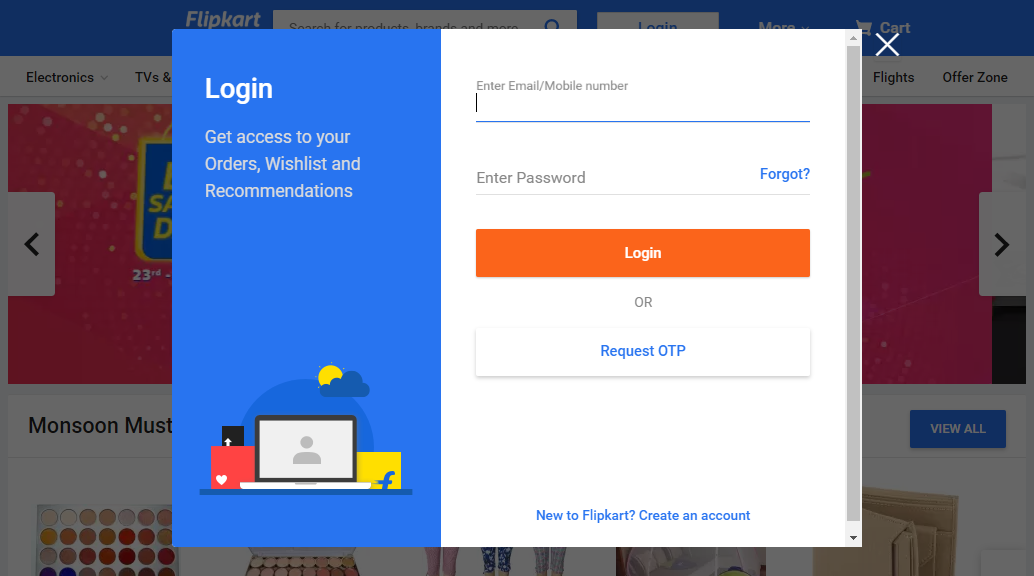 Flipkart
Search for products, brands and more
Login
More
Cart
Electronics
TVs &
Flights
Offer Zone
Login
Get access to your
Orders, Wishlist and
Recommendations
Enter Email/Mobile number
Enter Password
Forgot?
Login
OR
Request OTP
New to Flipkart? Create an account
23rd -
Monsoon Must
VIEW ALL